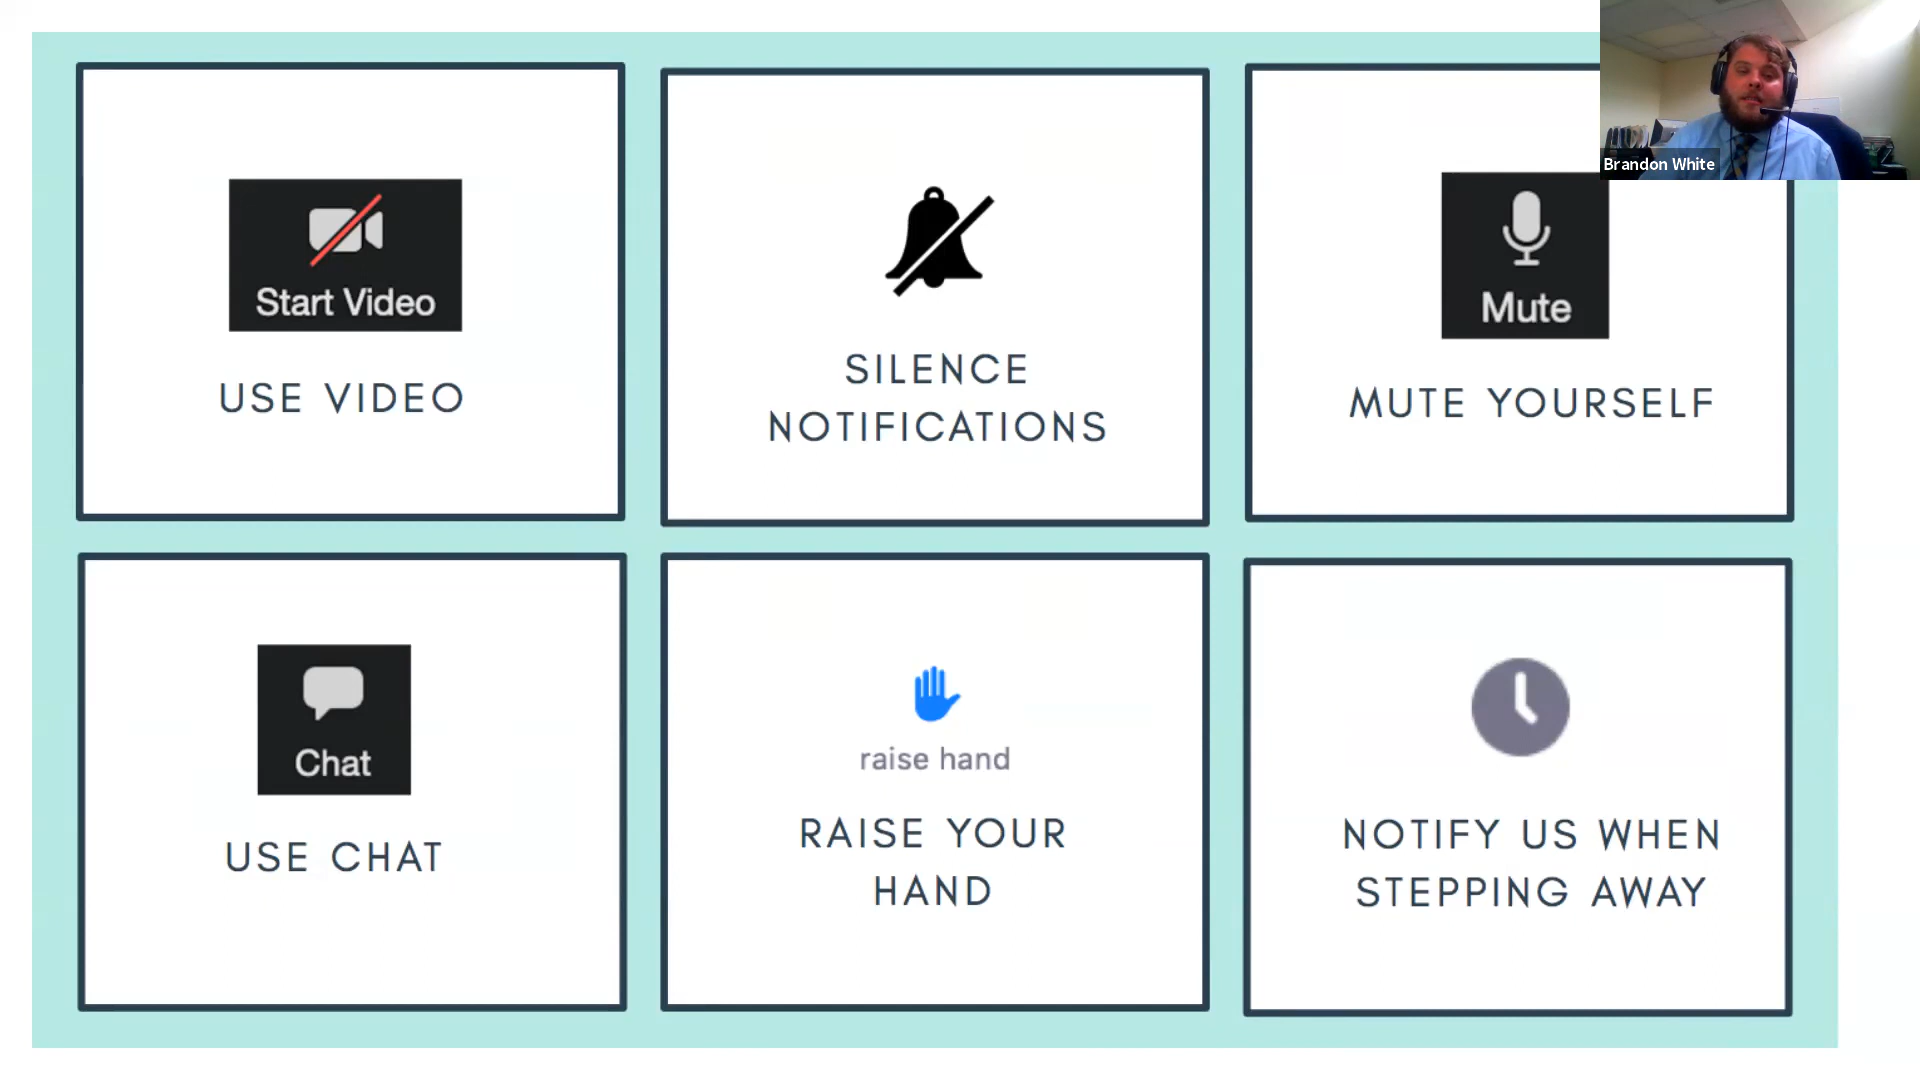 Brandon White
Start Video
USE VIDEO
SILENCE
NOTIFICATIONS
Mute
MUTE YOURSELF
Chat
USE CHAT
raise hand
RAISE YOUR
HAND
NOTIFY US WHEN
STEPPING AWAY